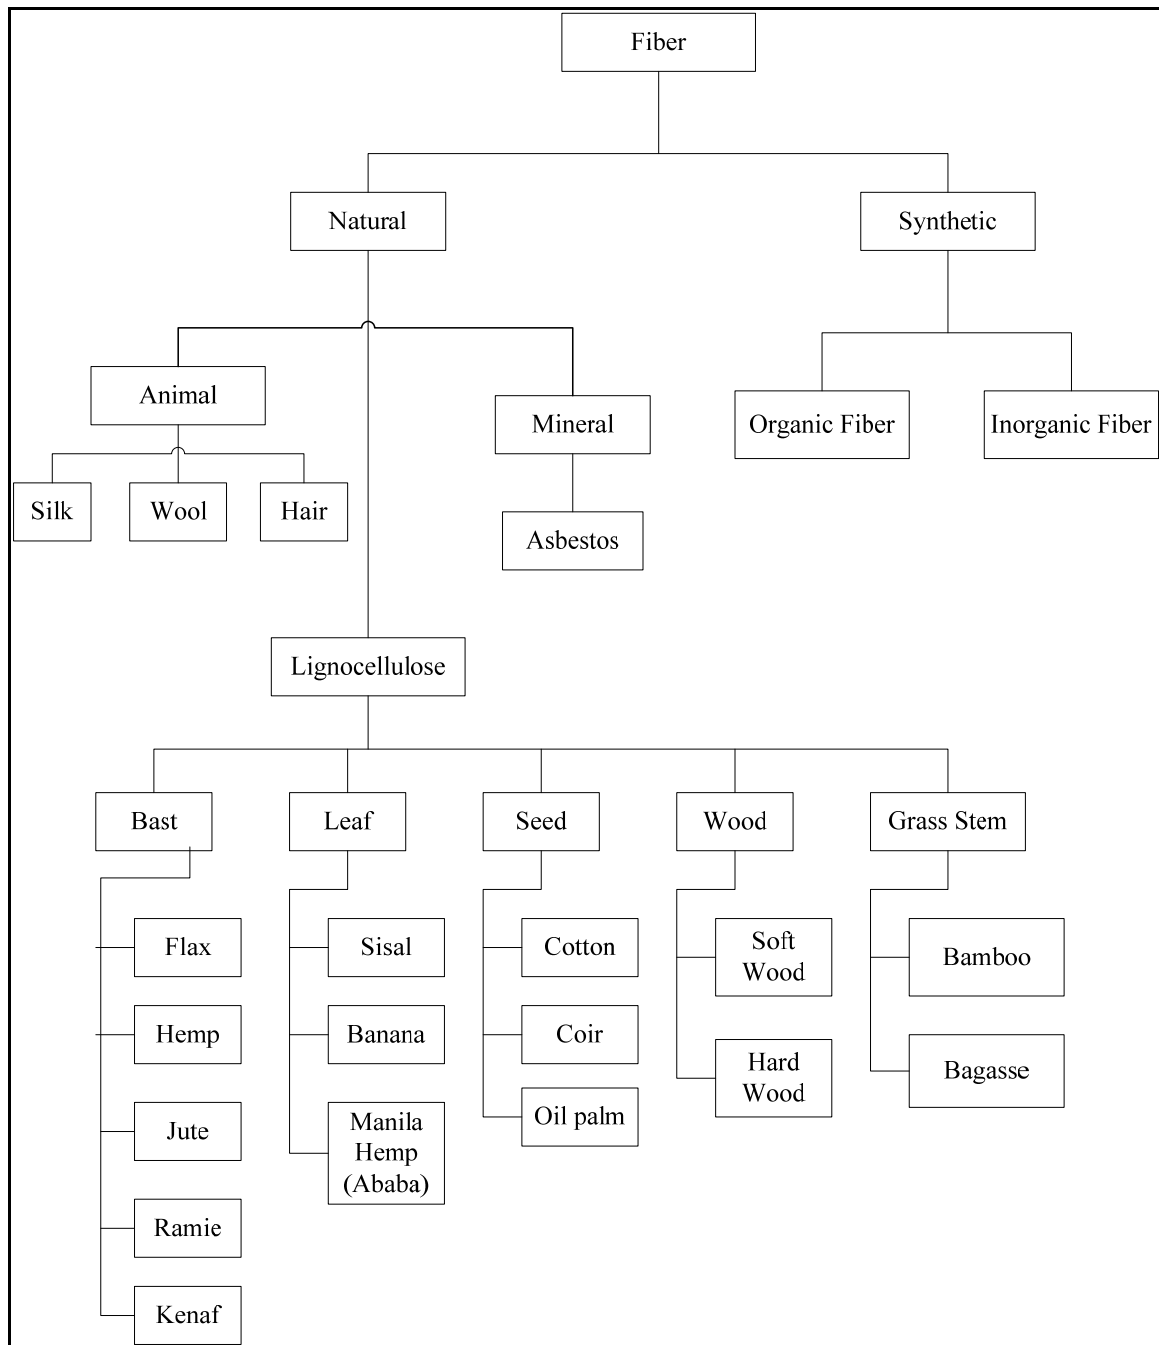 Fiber
Natural
Synthetic
Animal
Mineral
Organic Fiber
Inorganic Fiber
Silk
Wool
Hair
Asbestos
Lignocellulose
Bast
Leaf
Seed
Wood
Grass Stem
Flax
Sisal
Cotton
Soft
Wood
Bamboo
Hemp
Banana
Coir
Hard
Wood
Bagasse
Jute
Manila
Hemp
(Ababa)
Oil palm
Ramie
Kenaf